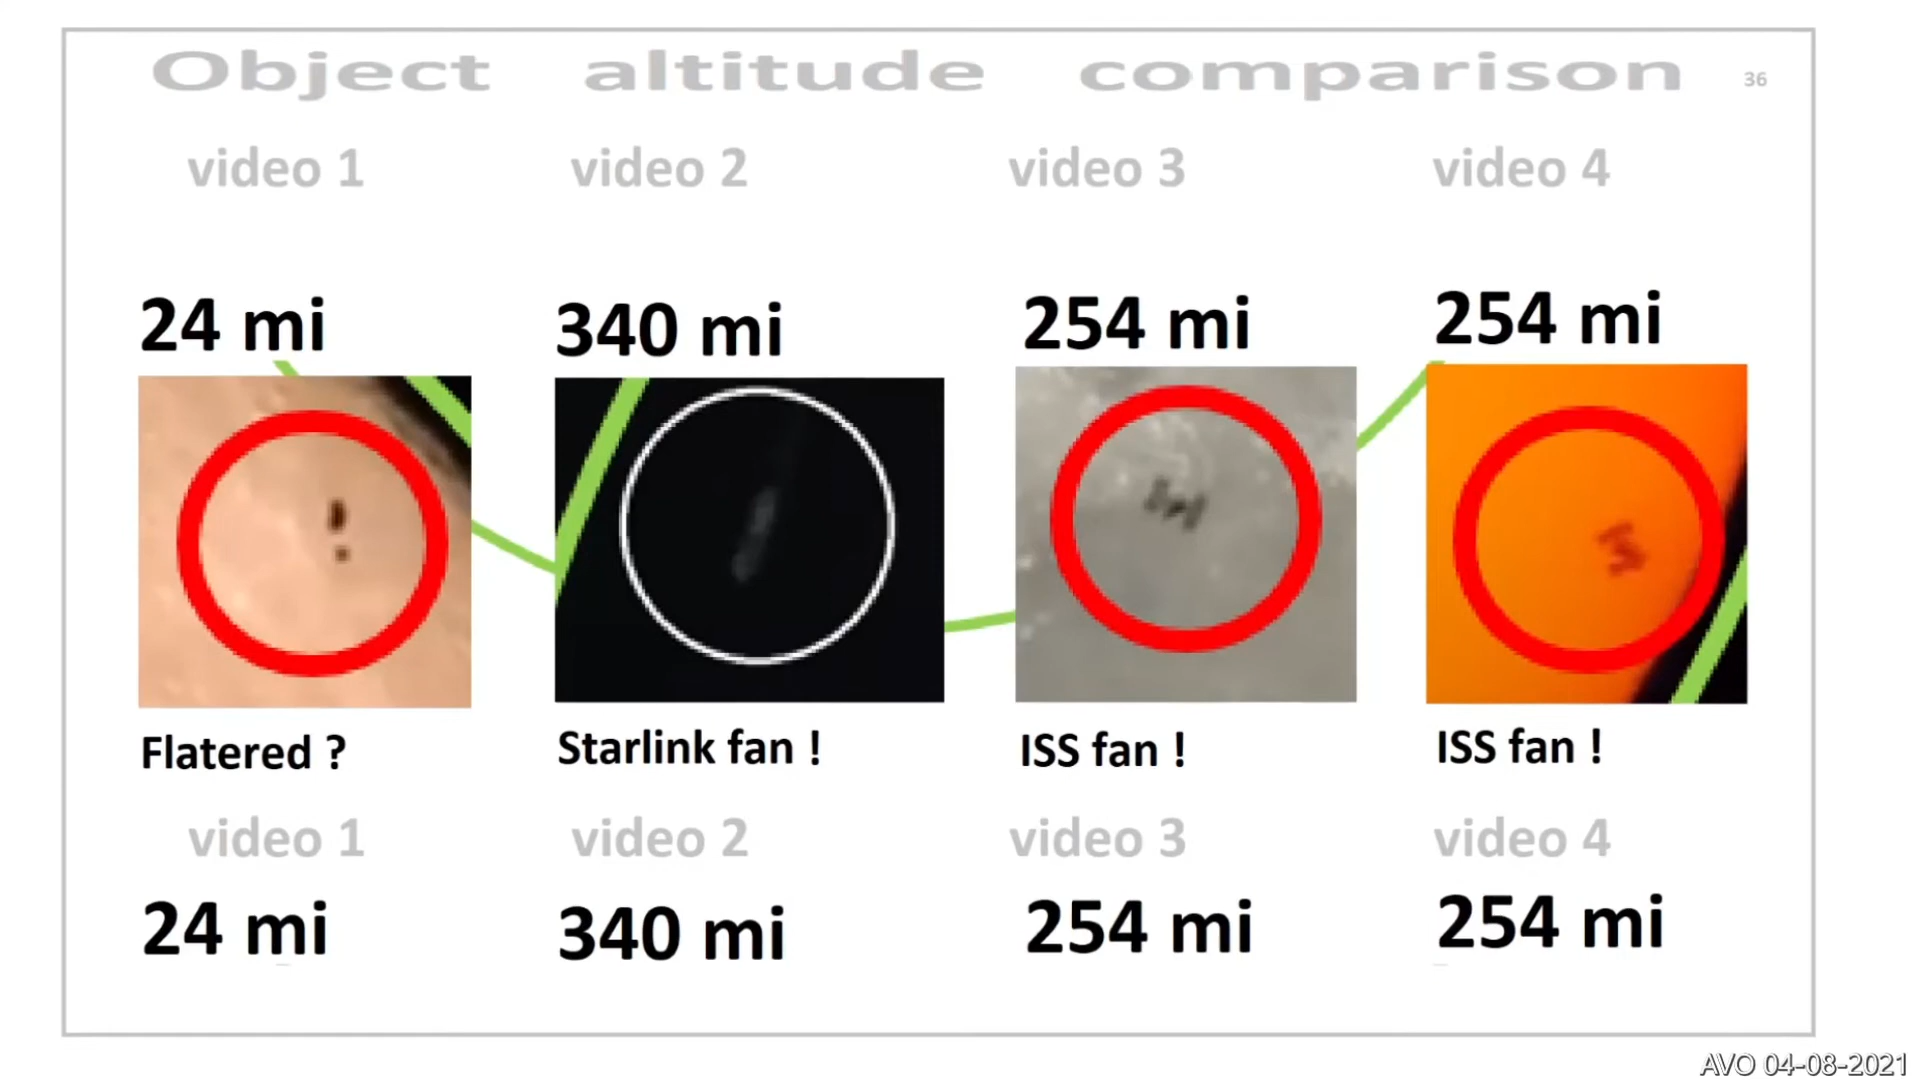 Object altitude comparison
36
video 1 video 2 video 3 video 4
24 mi 340 mi 254 mi 254 mi
Flatered ? Starlink fan ! ISS fan ! ISS fan !
video 1 video 2 video 3 video 4
24 mi 340 mi 254 mi 254 mi
AVO 04-08-2021